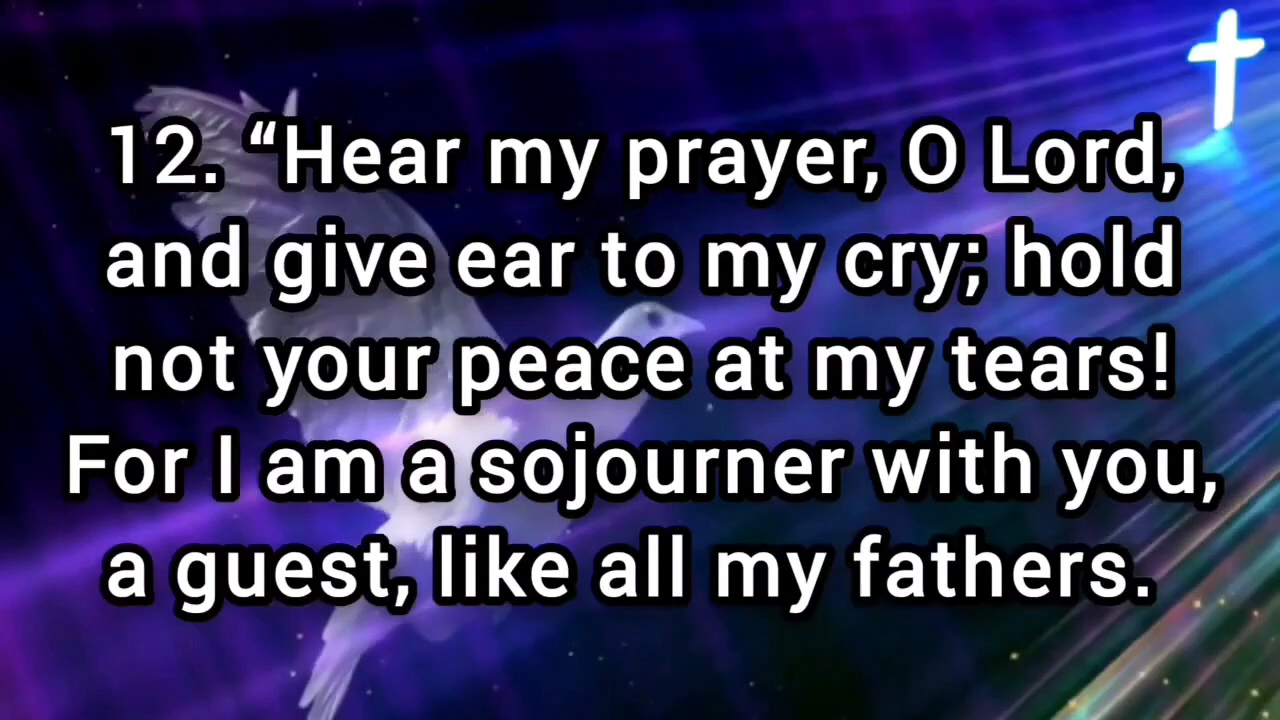 12. “Hear my prayer, O Lord,
and give ear to my cry; hold
not your peace at my tears!
For I am a sojourner with you,
a guest, like all my fathers.